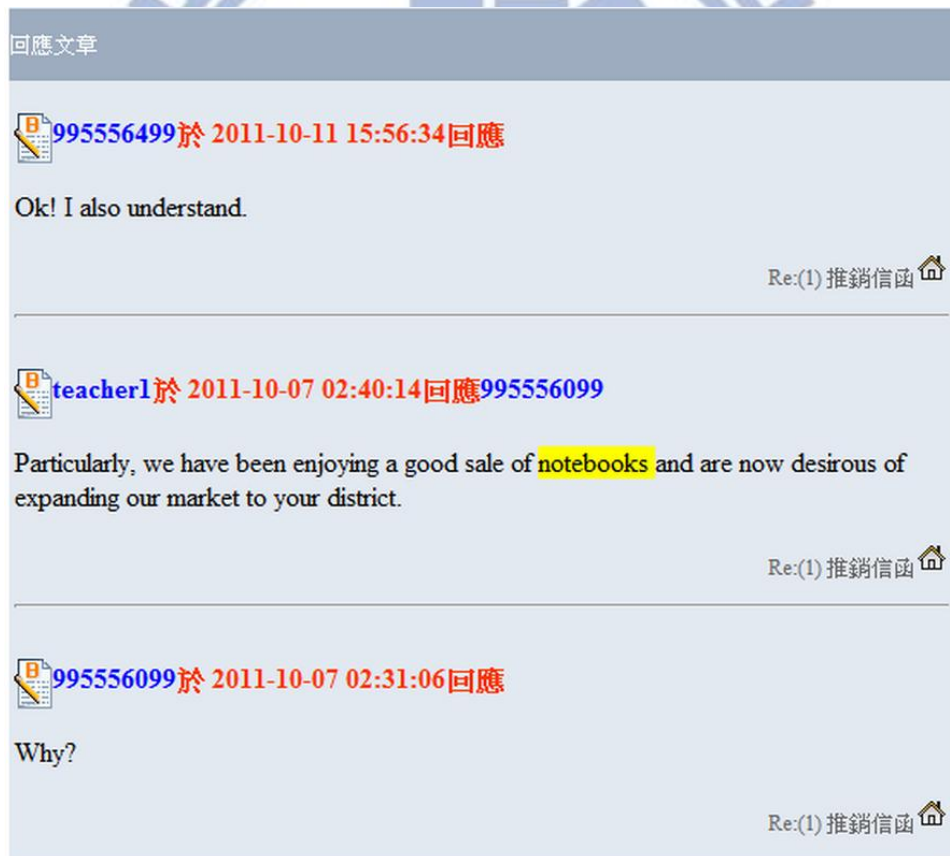 回應文章
995556499於 2011-10-11 15:56:34回應
Ok! I also understand.
Re:(1) 推銷信函
teacher1於 2011-10-07 02:40:14回應995556099
Particularly, we have been enjoying a good sale of notebooks and are now desirous of
expanding our market to your district.
Re:(1) 推銷信函
995556099於 2011-10-07 02:31:06回應
Why?
Re:(1) 推銷信函